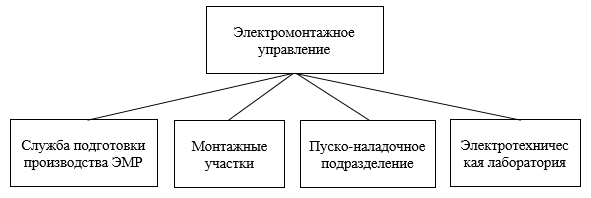 Электромонтажное
управление
Служба подготовки
производства ЭМР
Монтажные
участки
Пуско-наладочное
подразделение
Электротехничес
кая лаборатория